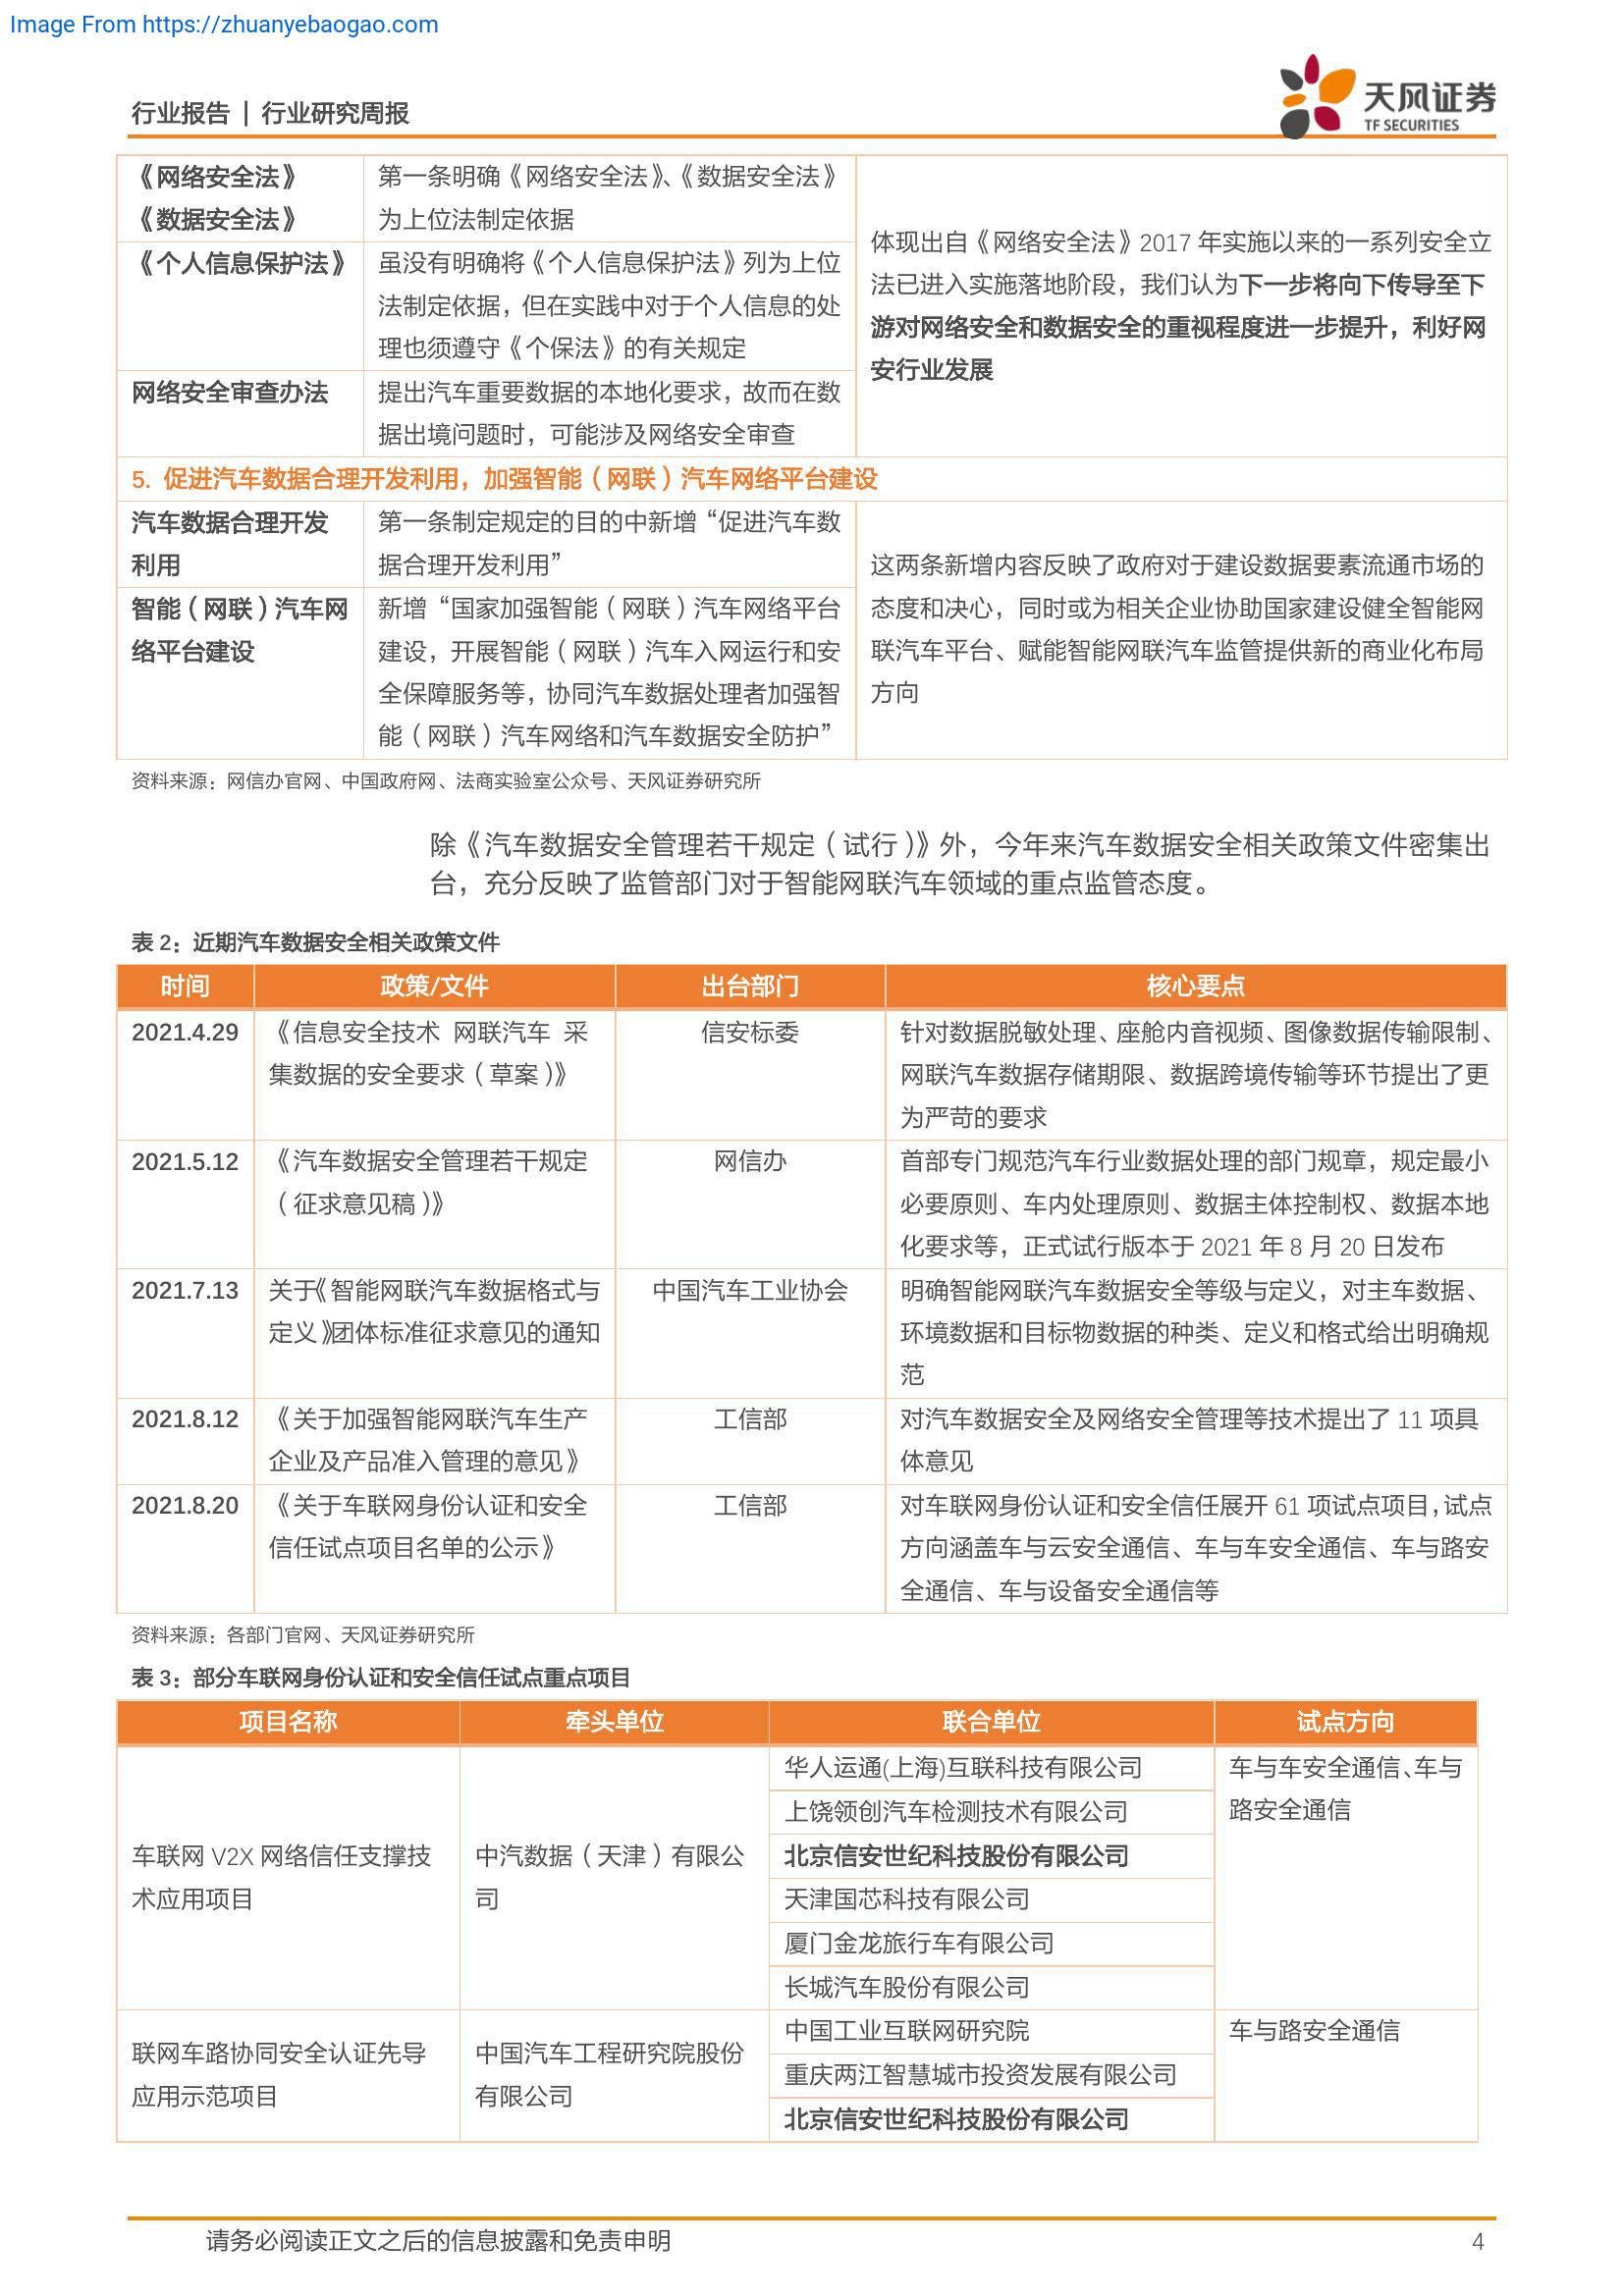 Image From https://zhuanyebaogao.com
行业报告 | 行业研究周报
天风证券
TF SECURITIES
《网络安全法》
《数据安全法》
第一条明确《网络安全法》、《数据安全法》
为上位法制定依据
《个人信息保护法》
虽没有明确将《个人信息保护法》列为上位
法制定依据，但在实践中对于个人信息的处
理也须遵守《个保法》的有关规定
网络安全审查办法
提出汽车重要数据的本地化要求，故而在数
据出境问题时，可能涉及网络安全审查
体现出自《网络安全法》2017 年实施以来的一系列安全立
法已进入实施落地阶段，我们认为下一步将向下传导至下
游对网络安全和数据安全的重视程度进一步提升，利好网
安行业发展
5. 促进汽车数据合理开发利用，加强智能（网联）汽车网络平台建设
汽车数据合理开发
利用
第一条制定规定的目的中新增“促进汽车数
据合理开发利用”
智能（网联）汽车网
络平台建设
新增“国家加强智能（网联）汽车网络平台
建设，开展智能（网联）汽车入网运行和安
全保障服务等，协同汽车数据处理者加强智
能（网联）汽车网络和汽车数据安全防护”
这两条新增内容反映了政府对于建设数据要素流通市场的
态度和决心，同时或为相关企业协助国家建设健全智能网
联汽车平台、赋能智能网联汽车监管提供新的商业化布局
方向
资料来源：网信办官网、中国政府网、法商实验室公众号、天风证券研究所
除《汽车数据安全管理若干规定（试行）》外，今年来汽车数据安全相关政策文件密集出
台，充分反映了监管部门对于智能网联汽车领域的重点监管态度。
表 2：近期汽车数据安全相关政策文件
时间 政策/文件 出台部门 核心要点
2021.4.29
《信息安全技术 网联汽车 采
集数据的安全要求（草案）》
信安标委
针对数据脱敏处理、座舱内音视频、图像数据传输限制、
网联汽车数据存储期限、数据跨境传输等环节提出了更
为严苛的要求
2021.5.12
《汽车数据安全管理若干规定
（征求意见稿）》
网信办
首部专门规范汽车行业数据处理的部门规章，规定最小
必要原则、车内处理原则、数据主体控制权、数据本地
化要求等，正式试行版本于 2021 年 8 月 20 日发布
2021.7.13
关于《智能网联汽车数据格式与
定义》团体标准征求意见的通知
中国汽车工业协会
明确智能网联汽车数据安全等级与定义，对主车数据、
环境数据和目标物数据的种类、定义和格式给出明确规
范
2021.8.12
《关于加强智能网联汽车生产
企业及产品准入管理的意见》
工信部
对汽车数据安全及网络安全管理等技术提出了 11 项具
体意见
2021.8.20
《关于车联网身份认证和安全
信任试点项目名单的公示》
工信部
对车联网身份认证和安全信任展开 61 项试点项目，试点
方向涵盖车与云安全通信、车与车安全通信、车与路安
全通信、车与设备安全通信等
资料来源：各部门官网、天风证券研究所
表 3：部分车联网身份认证和安全信任试点重点项目
项目名称 牵头单位 联合单位 试点方向
车联网 V2X 网络信任支撑技
术应用项目
中汽数据（天津）有限公
司
华人运通(上海)互联科技有限公司
上饶领创汽车检测技术有限公司
北京信安世纪科技股份有限公司
天津国芯科技有限公司
厦门金龙旅行车有限公司
长城汽车股份有限公司
车与车安全通信、车与
路安全通信
联网车路协同安全认证先导
应用示范项目
中国汽车工程研究院股份
有限公司
中国工业互联网研究院
重庆两江智慧城市投资发展有限公司
北京信安世纪科技股份有限公司
车与路安全通信
请务必阅读正文之后的信息披露和免责申明
4